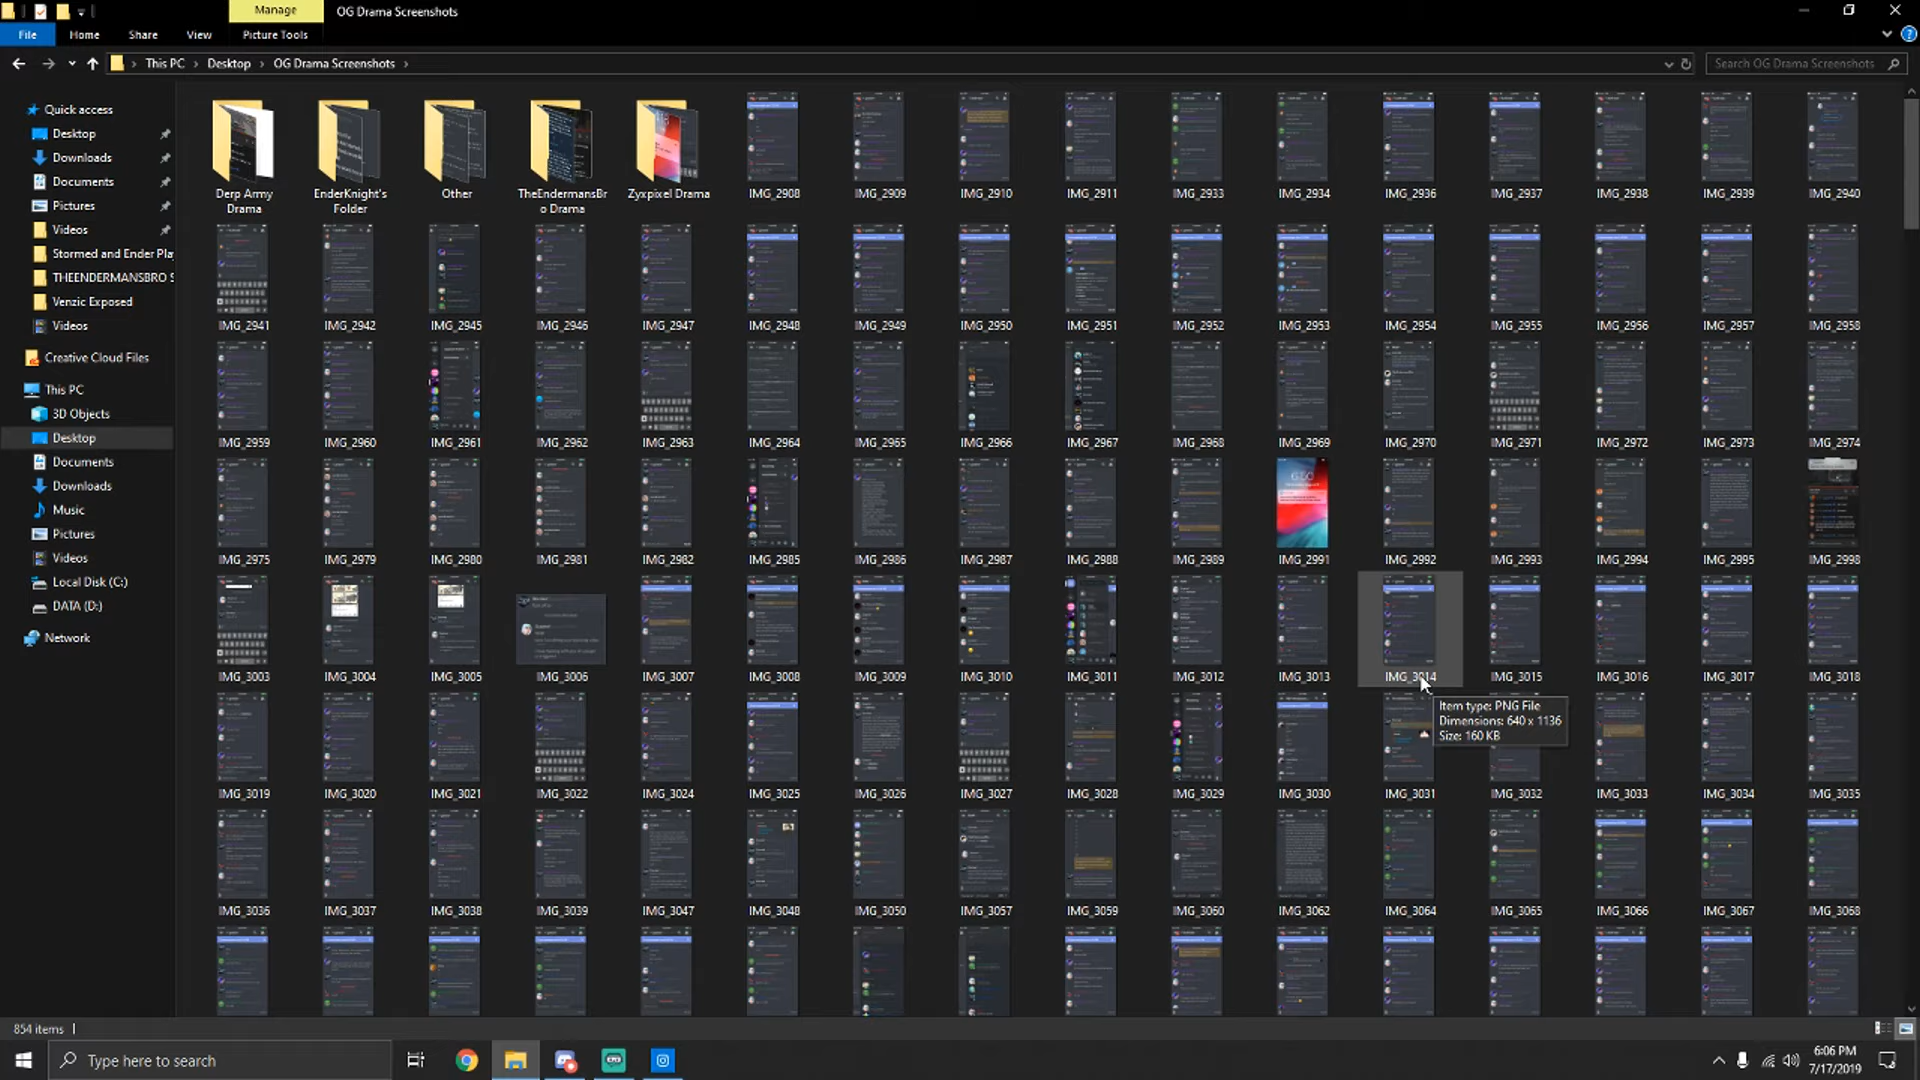 Manage
OG Drama Screenshots
File
Home
Share
View
Picture Tools
This PC
Desktop
OG Drama Screenshots
Search OG Drama Screenshots
Quick access
Desktop
Downloads
Documents
Pictures
Videos
Stormed and Ender Pla
THEENDERMANSBRO S
Venzic Exposed
Videos
Creative Cloud Files
This PC
3D Objects
Desktop
Documents
Downloads
Music
Pictures
Videos
Local Disk (C:)
DATA (D:)
Network
Derp Army
Drama
EnderKnight's
Folder
Other
TheEndermansBr
o Drama
Zyxpixel Drama
IMG_2908
IMG_2909
IMG_2910
IMG_2911
IMG_2933
IMG_2934
IMG_2936
IMG_2937
IMG_2938
IMG_2939
IMG_2940
IMG_2941
IMG_2942
IMG_2945
IMG_2946
IMG_2947
IMG_2948
IMG_2949
IMG_2950
IMG_2951
IMG_2952
IMG_2953
IMG_2954
IMG_2955
IMG_2956
IMG_2957
IMG_2958
IMG_2959
IMG_2960
IMG_2961
IMG_2962
IMG_2963
IMG_2964
IMG_2965
IMG_2966
IMG_2967
IMG_2968
IMG_2969
IMG_2970
IMG_2971
IMG_2972
IMG_2973
IMG_2974
6:50
IMG_2975
IMG_2979
IMG_2980
IMG_2981
IMG_2982
IMG_2985
IMG_2986
IMG_2987
IMG_2988
IMG_2989
IMG_2991
IMG_2992
IMG_2993
IMG_2994
IMG_2995
IMG_2998
IMG_3003
IMG_3004
IMG_3005
IMG_3006
IMG_3007
IMG_3008
IMG_3009
IMG_3010
IMG_3011
IMG_3012
IMG_3013
IMG_3014
IMG_3015
IMG_3016
IMG_3017
IMG_3018
Item type: PNG File
Dimensions: 640 x 1136
Size: 160 KB
IMG_3019
IMG_3020
IMG_3021
IMG_3022
IMG_3024
IMG_3025
IMG_3026
IMG_3027
IMG_3028
IMG_3029
IMG_3030
IMG_3031
IMG_3032
IMG_3033
IMG_3034
IMG_3035
IMG_3036
IMG_3037
IMG_3038
IMG_3039
IMG_3047
IMG_3048
IMG_3050
IMG_3057
IMG_3059
IMG_3060
IMG_3062
IMG_3064
IMG_3065
IMG_3066
IMG_3067
IMG_3068
854 items
Type here to search
6:06 PM
7/17/2019